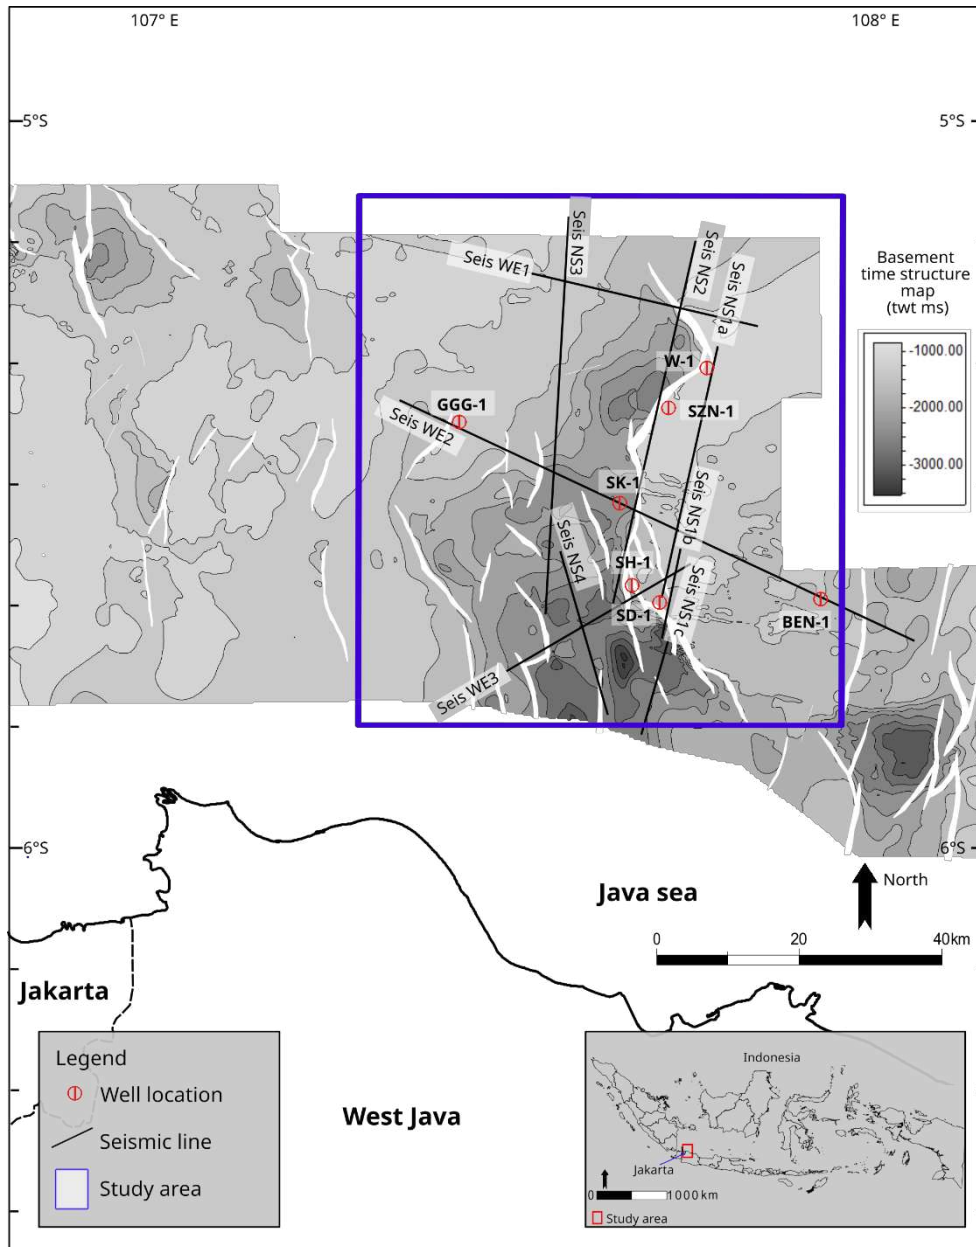 107° E
108° E
5°S
5°S
Seis NS3
Seis NS2
Seis WE1
Seis NS1a
Basement
time structure
map
(twt ms)
-1000.00
-2000.00
-3000.00
W-1
GGG-1
SZN-1
Seis WE2
SK-1
Seis NS1b
Seis NS4
SH-1
Seis NS1c
SD-1
BEN-1
Seis WE3
6°S
6°S
North
Java sea
0 20 40km
Jakarta
Legend
Well location
Seismic line
Study area
West Java
Indonesia
Jakarta
0 1000 km
Study area